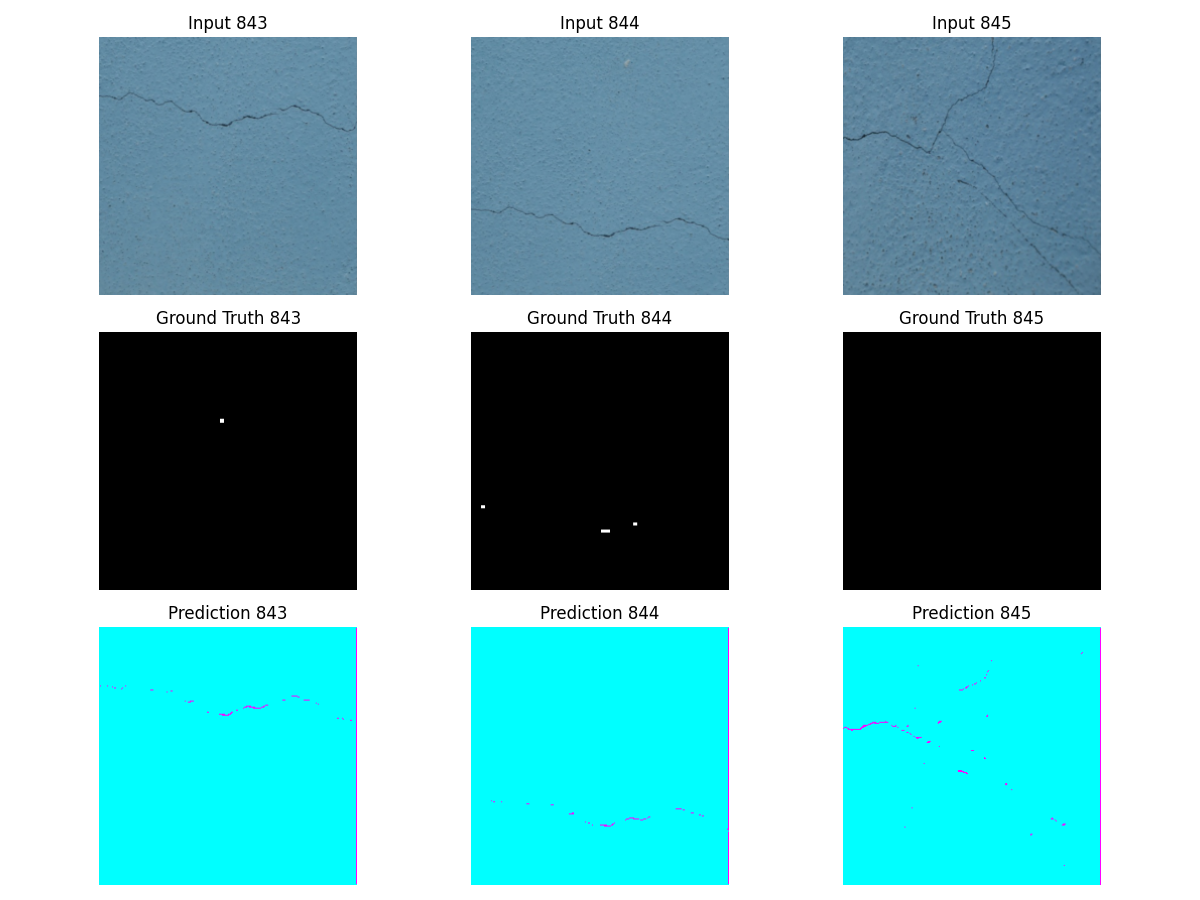 Input 843
Input 844
Input 845
Ground Truth 843
Ground Truth 844
Ground Truth 845
Prediction 843
Prediction 844
Prediction 845